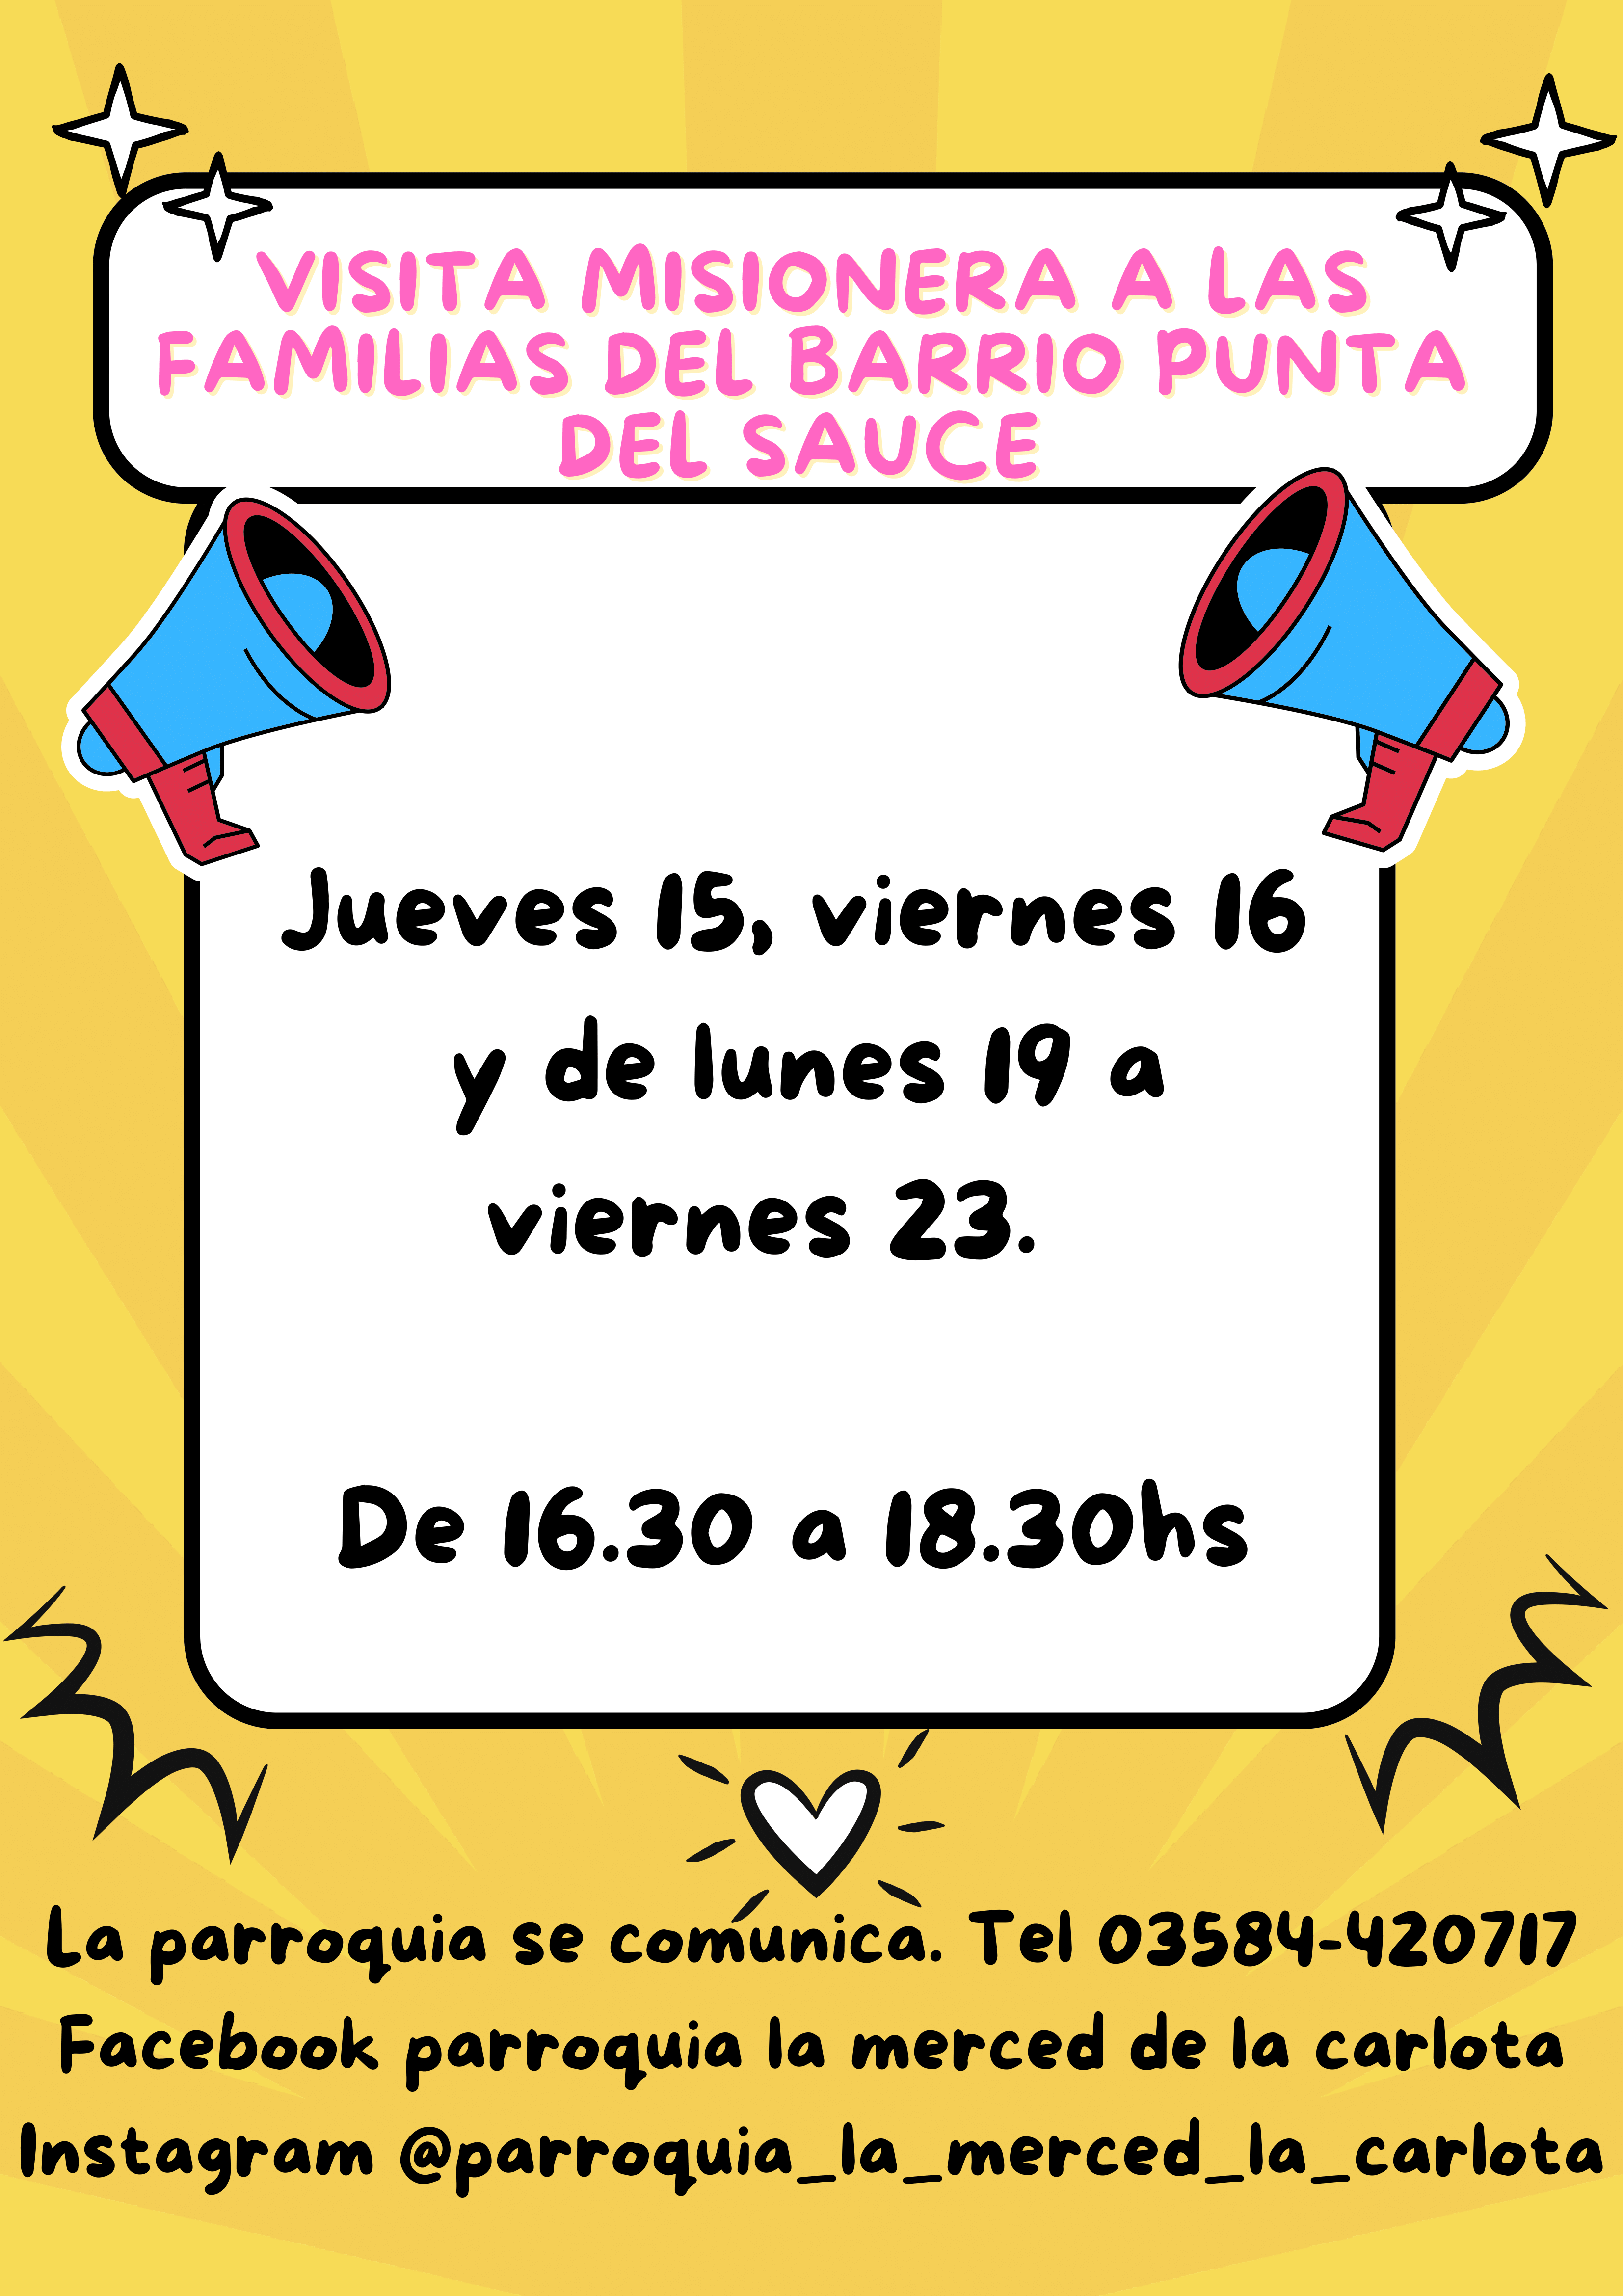 VISITA MISIONERA A LAS
FAMILIAS DEL BARRIO PUNTA
DEL SAUCE
Jueves 15, viernes 16
y de lunes 19 a
viernes 23.
De 16.30 a 18.30hs
La parroquia se comunica. Tel 03584-420717
Facebook parroquia la merced de la carlota
Instagram @parroquia_la_merced_la_carlota